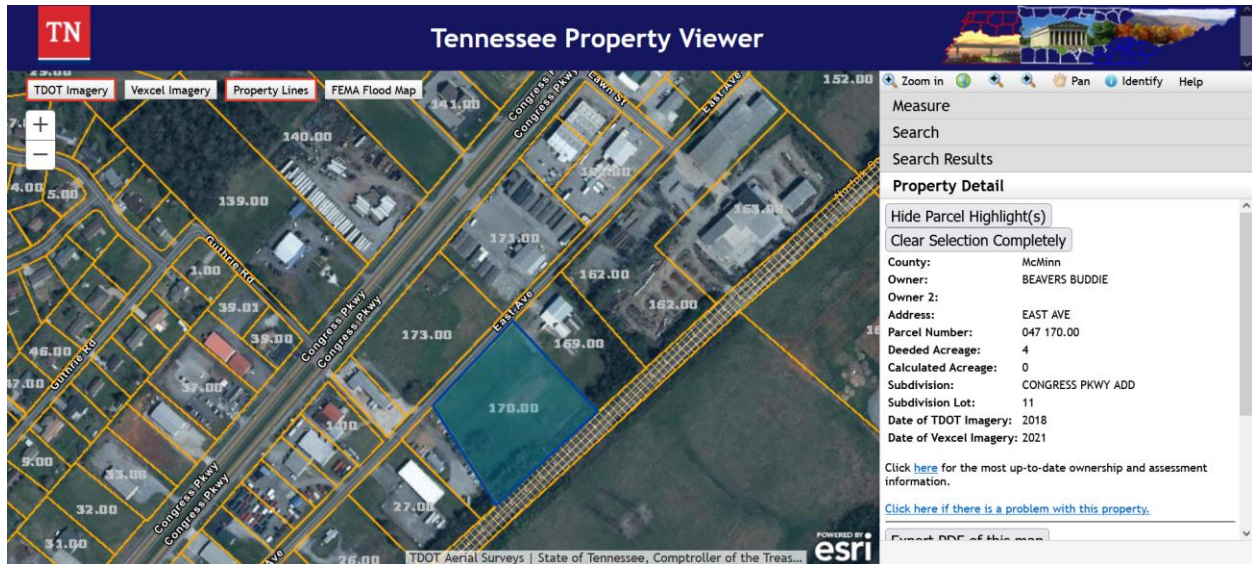 TN
Tennessee Property Viewer
TDOT Imagery
Vexcel Imagery
Property Lines
FEMA Flood Map
+
−
Zoom in
Pan
Identify
Help
Measure
Search
Search Results
Property Detail
Hide Parcel Highlight(s)
Clear Selection Completely
County: McMinn
Owner: BEAVERS BUDDIE
Owner 2:
Address: EAST AVE
Parcel Number: 047 170.00
Deeded Acreage: 4
Calculated Acreage: 0
Subdivision: CONGRESS PKWY ADD
Subdivision Lot: 11
Date of TDOT Imagery: 2018
Date of Vexcel Imagery: 2021
Click here for the most up-to-date ownership and assessment
information.
Click here if there is a problem with this property.
Export PDF of this map
152.00
141.00
Congress Pkwy
Lawn St
East Ave
140.00
139.00
4.00
5.00
Guthrie Rd
1.00
39.01
39.00
171.00
163.00
162.00
162.00
Congress Pkwy
Congress Pkwy
East Ave
173.00
169.00
46.00
Guthrie Rd
37.00
170.00
1.00
9.00
33.00
27.00
32.00
Congress Pkwy
Congress Pkwy
31.00
Ave
26.00
TDOT Aerial Surveys | State of Tennessee, Comptroller of the Treas...
POWERED BY
esri